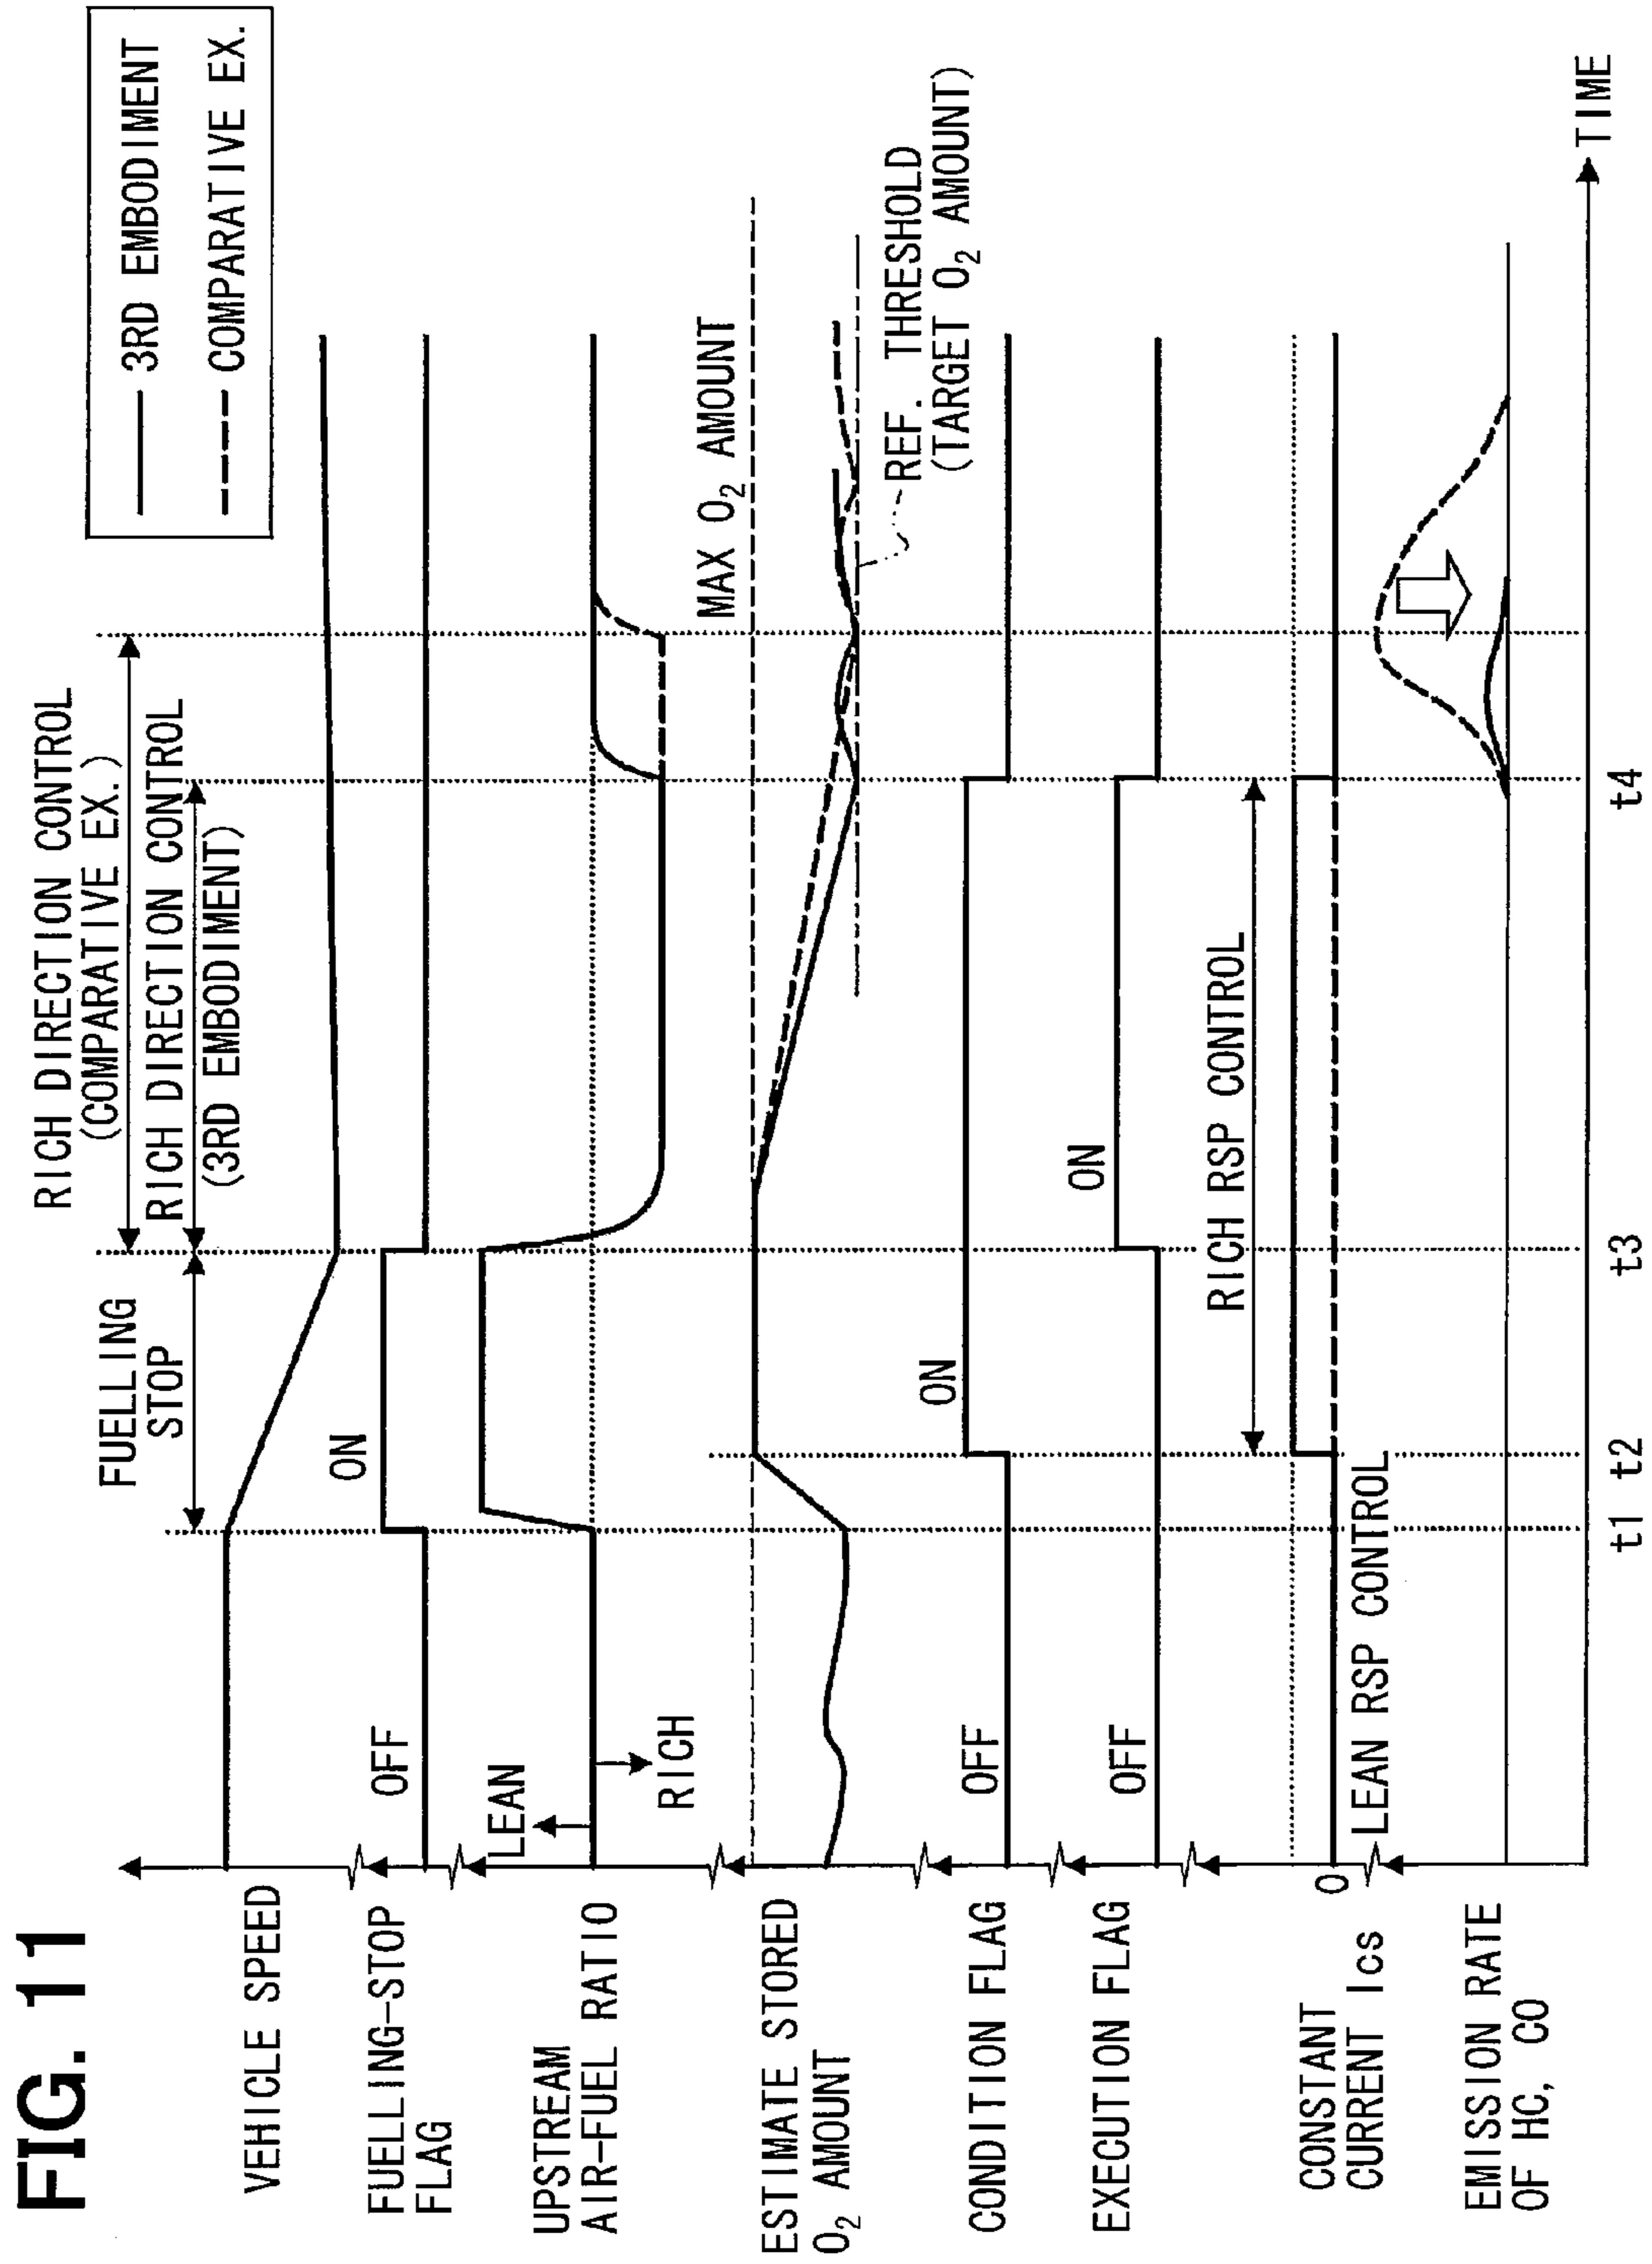 FIG. 11
3RD EMBODIMENT
COMPARATIVE EX.
RICH DIRECTION CONTROL
(COMPARATIVE EX.)
RICH DIRECTION CONTROL
(3RD EMBODIMENT)
FUELLING
STOP
VEHICLE SPEED
FUELLING-STOP
FLAG
OFF
ON
UPSTREAM
AIR-FUEL RATIO
LEAN
RICH
ESTIMATE STORED
O₂ AMOUNT
MAX O₂ AMOUNT
REF. THRESHOLD
(TARGET O₂ AMOUNT)
CONDITION FLAG
OFF
ON
EXECUTION FLAG
OFF
ON
CONSTANT
CURRENT Ics
0
RICH RSP CONTROL
LEAN RSP CONTROL
EMISSION RATE
OF HC, CO
t1
t2
t3
t4
TIME